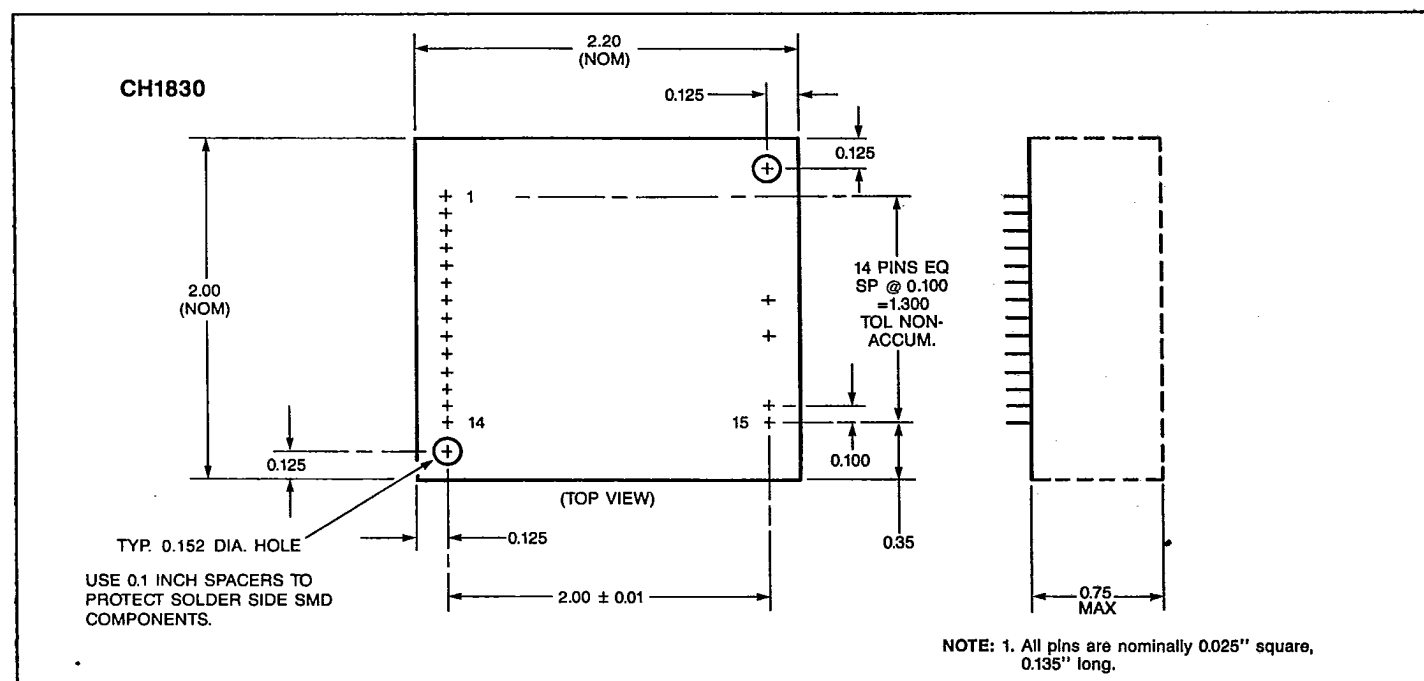 2.20
(NOM)
CH1830
0.125
0.125
1
14 PINS EQ
SP @ 0.100
=1.300
TOL NON-
ACCUM.
2.00
(NOM)
14
15
0.125
0.100
(TOP VIEW)
TYP. 0.152 DIA. HOLE
0.125
0.35
USE 0.1 INCH SPACERS TO
PROTECT SOLDER SIDE SMD
COMPONENTS.
2.00 ± 0.01
0.75
MAX
NOTE: 1. All pins are nominally 0.025" square,
0.135" long.